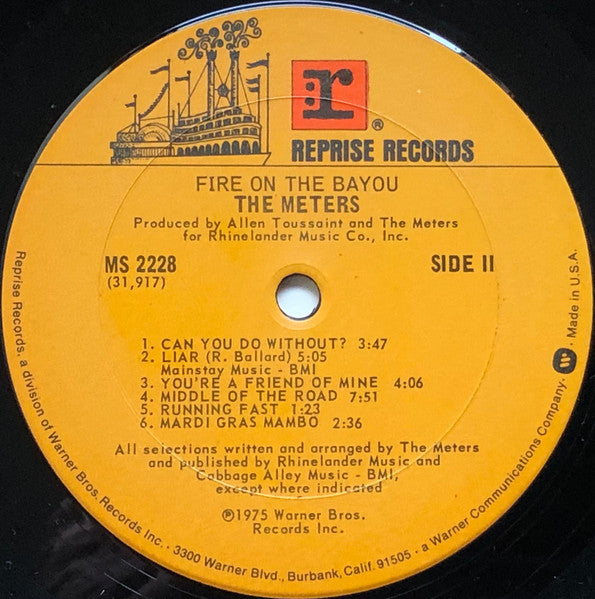 r
®
REPRISE RECORDS
FIRE ON THE BAYOU
THE METERS
Produced by Allen Toussaint and The Meters
for Rhinelander Music Co., Inc.
MS 2228
(31,917)
SIDE II
1. CAN YOU DO WITHOUT? 3:47
2. LIAR (R. Ballard) 5:05
Mainstay Music - BMI
3. YOU'RE A FRIEND OF MINE 4:06
4. MIDDLE OF THE ROAD 7:51
5. RUNNING FAST 1:23
6. MARDI GRAS MAMBO 2:36
All selections written and arranged by The Meters
and published by Rhinelander Music and
Cabbage Alley Music - BMI,
except where indicated
℗1975 Warner Bros.
Records Inc.
Reprise Records, a division of Warner Bros. Records Inc. · 3300 Warner Blvd., Burbank, Calif. 91505 · a Warner Communications Company · W · Made in U.S.A.